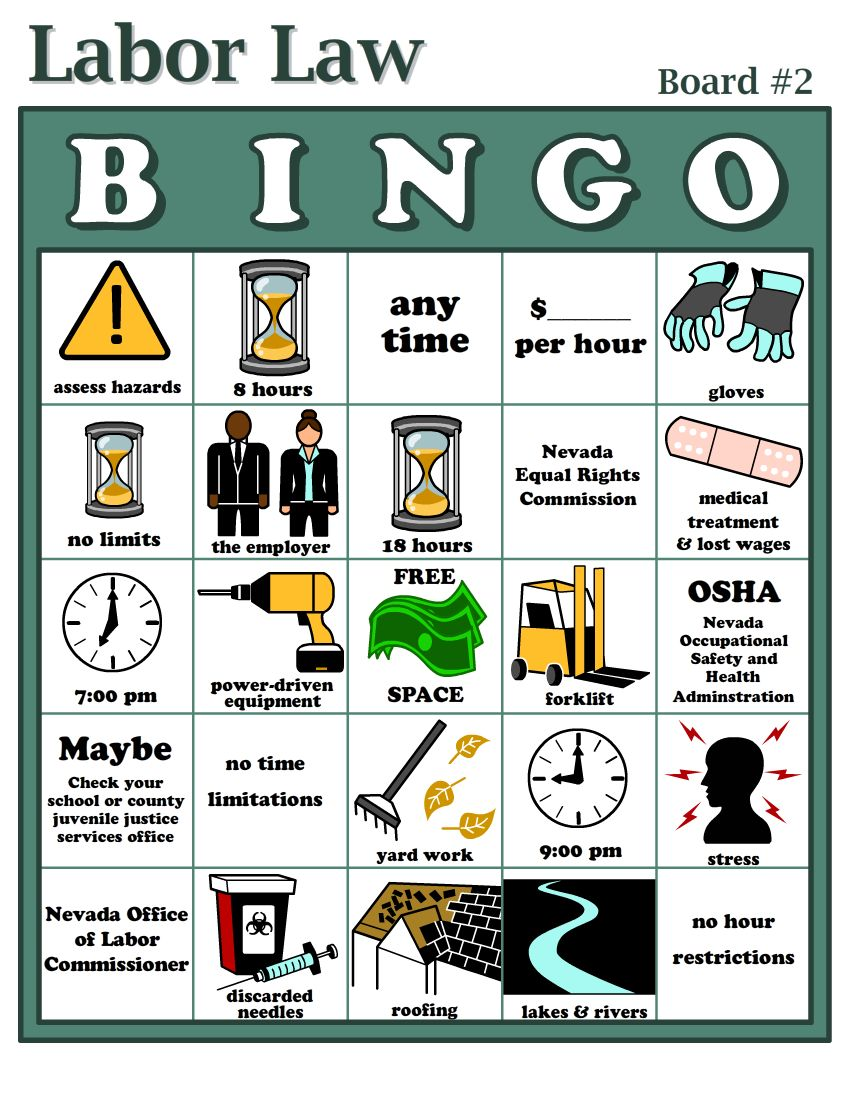 Labor Law
Board #2
B I N G O
assess hazards
8 hours
any
time
$______
per hour
gloves
no limits
the employer
18 hours
Nevada
Equal Rights
Commission
medical
treatment
& lost wages
7:00 pm
power-driven
equipment
FREE
SPACE
forklift
OSHA
Nevada
Occupational
Safety and
Health
Adminstration
Maybe
Check your
school or county
juvenile justice
services office
no time
limitations
yard work
9:00 pm
stress
Nevada Office
of Labor
Commissioner
discarded
needles
roofing
lakes & rivers
no hour
restrictions